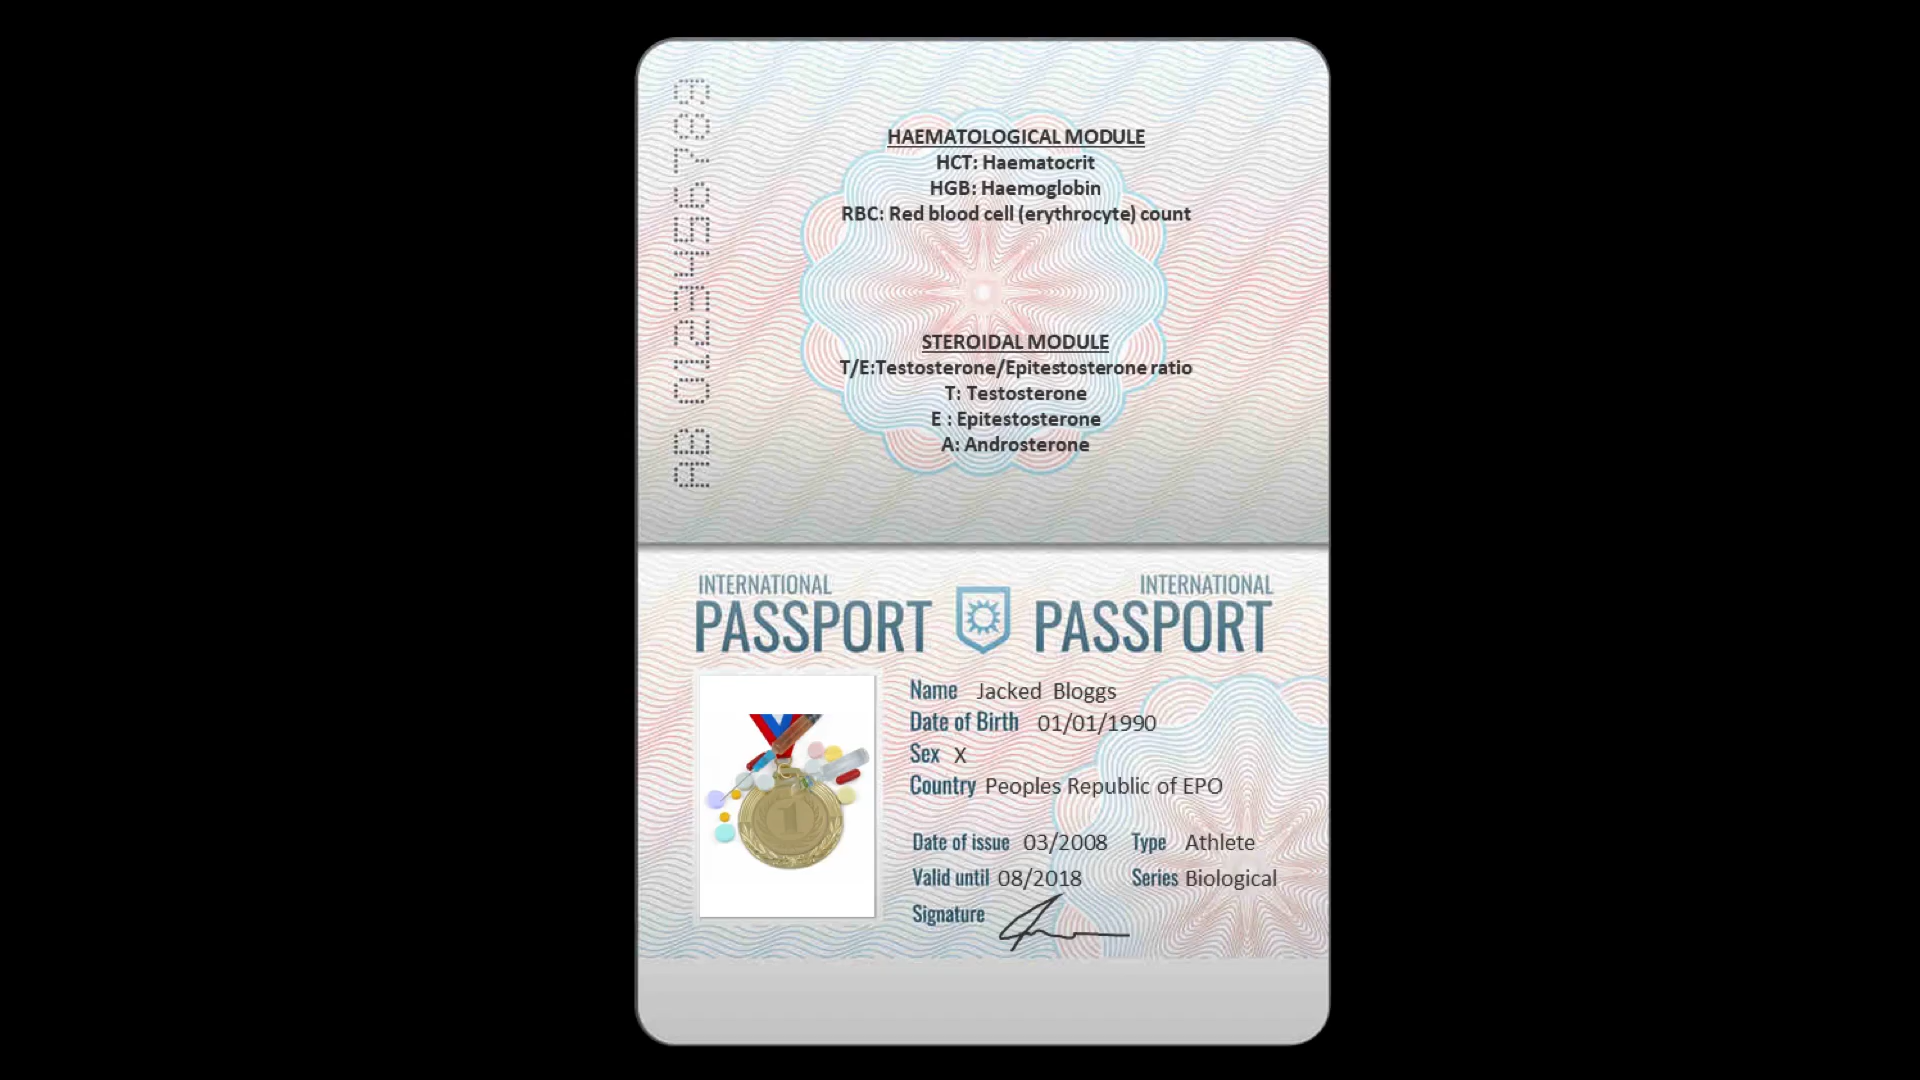 AB 0123456789
HAEMATOLOGICAL MODULE
HCT: Haematocrit
HGB: Haemoglobin
RBC: Red blood cell (erythrocyte) count
STEROIDAL MODULE
T/E:Testosterone/Epitestosterone ratio
T: Testosterone
E : Epitestosterone
A: Androsterone
INTERNATIONAL PASSPORT
INTERNATIONAL PASSPORT
Name Jacked Bloggs
Date of Birth 01/01/1990
Sex X
Country Peoples Republic of EPO
Date of issue 03/2008 Type Athlete
Valid until 08/2018 Series Biological
Signature
1